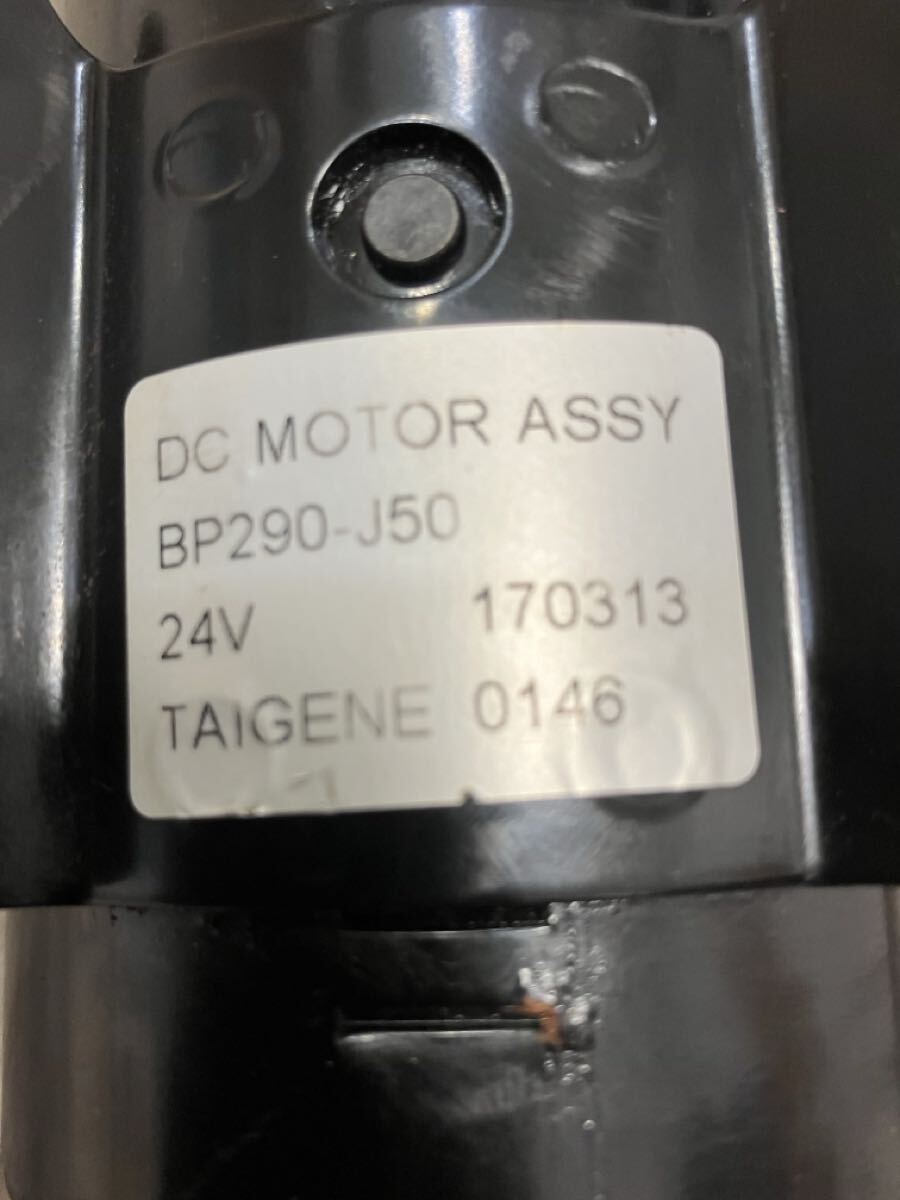 DC MOTOR ASSY
BP290-J50
24V 170313
TAIGENE 0146